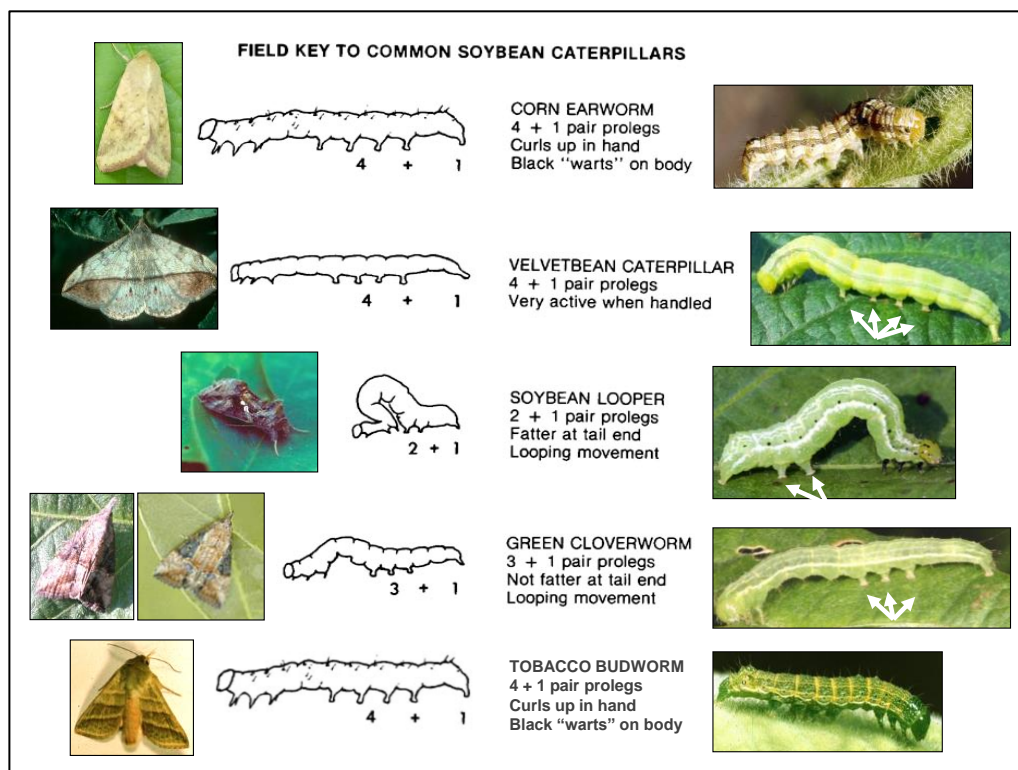 FIELD KEY TO COMMON SOYBEAN CATERPILLARS
CORN EARWORM
4 + 1 pair prolegs
Curls up in hand
Black "warts" on body
4 + 1
VELVETBEAN CATERPILLAR
4 + 1 pair prolegs
Very active when handled
4 + 1
SOYBEAN LOOPER
2 + 1 pair prolegs
Fatter at tail end
Looping movement
2 + 1
GREEN CLOVERWORM
3 + 1 pair prolegs
Not fatter at tail end
Looping movement
3 + 1
TOBACCO BUDWORM
4 + 1 pair prolegs
Curls up in hand
Black “warts” on body
4 + 1